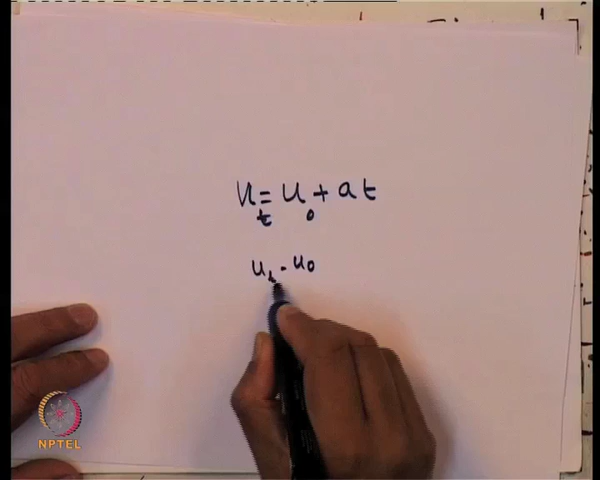 u_t = u_0 + at
u_t - u_0
NPTEL